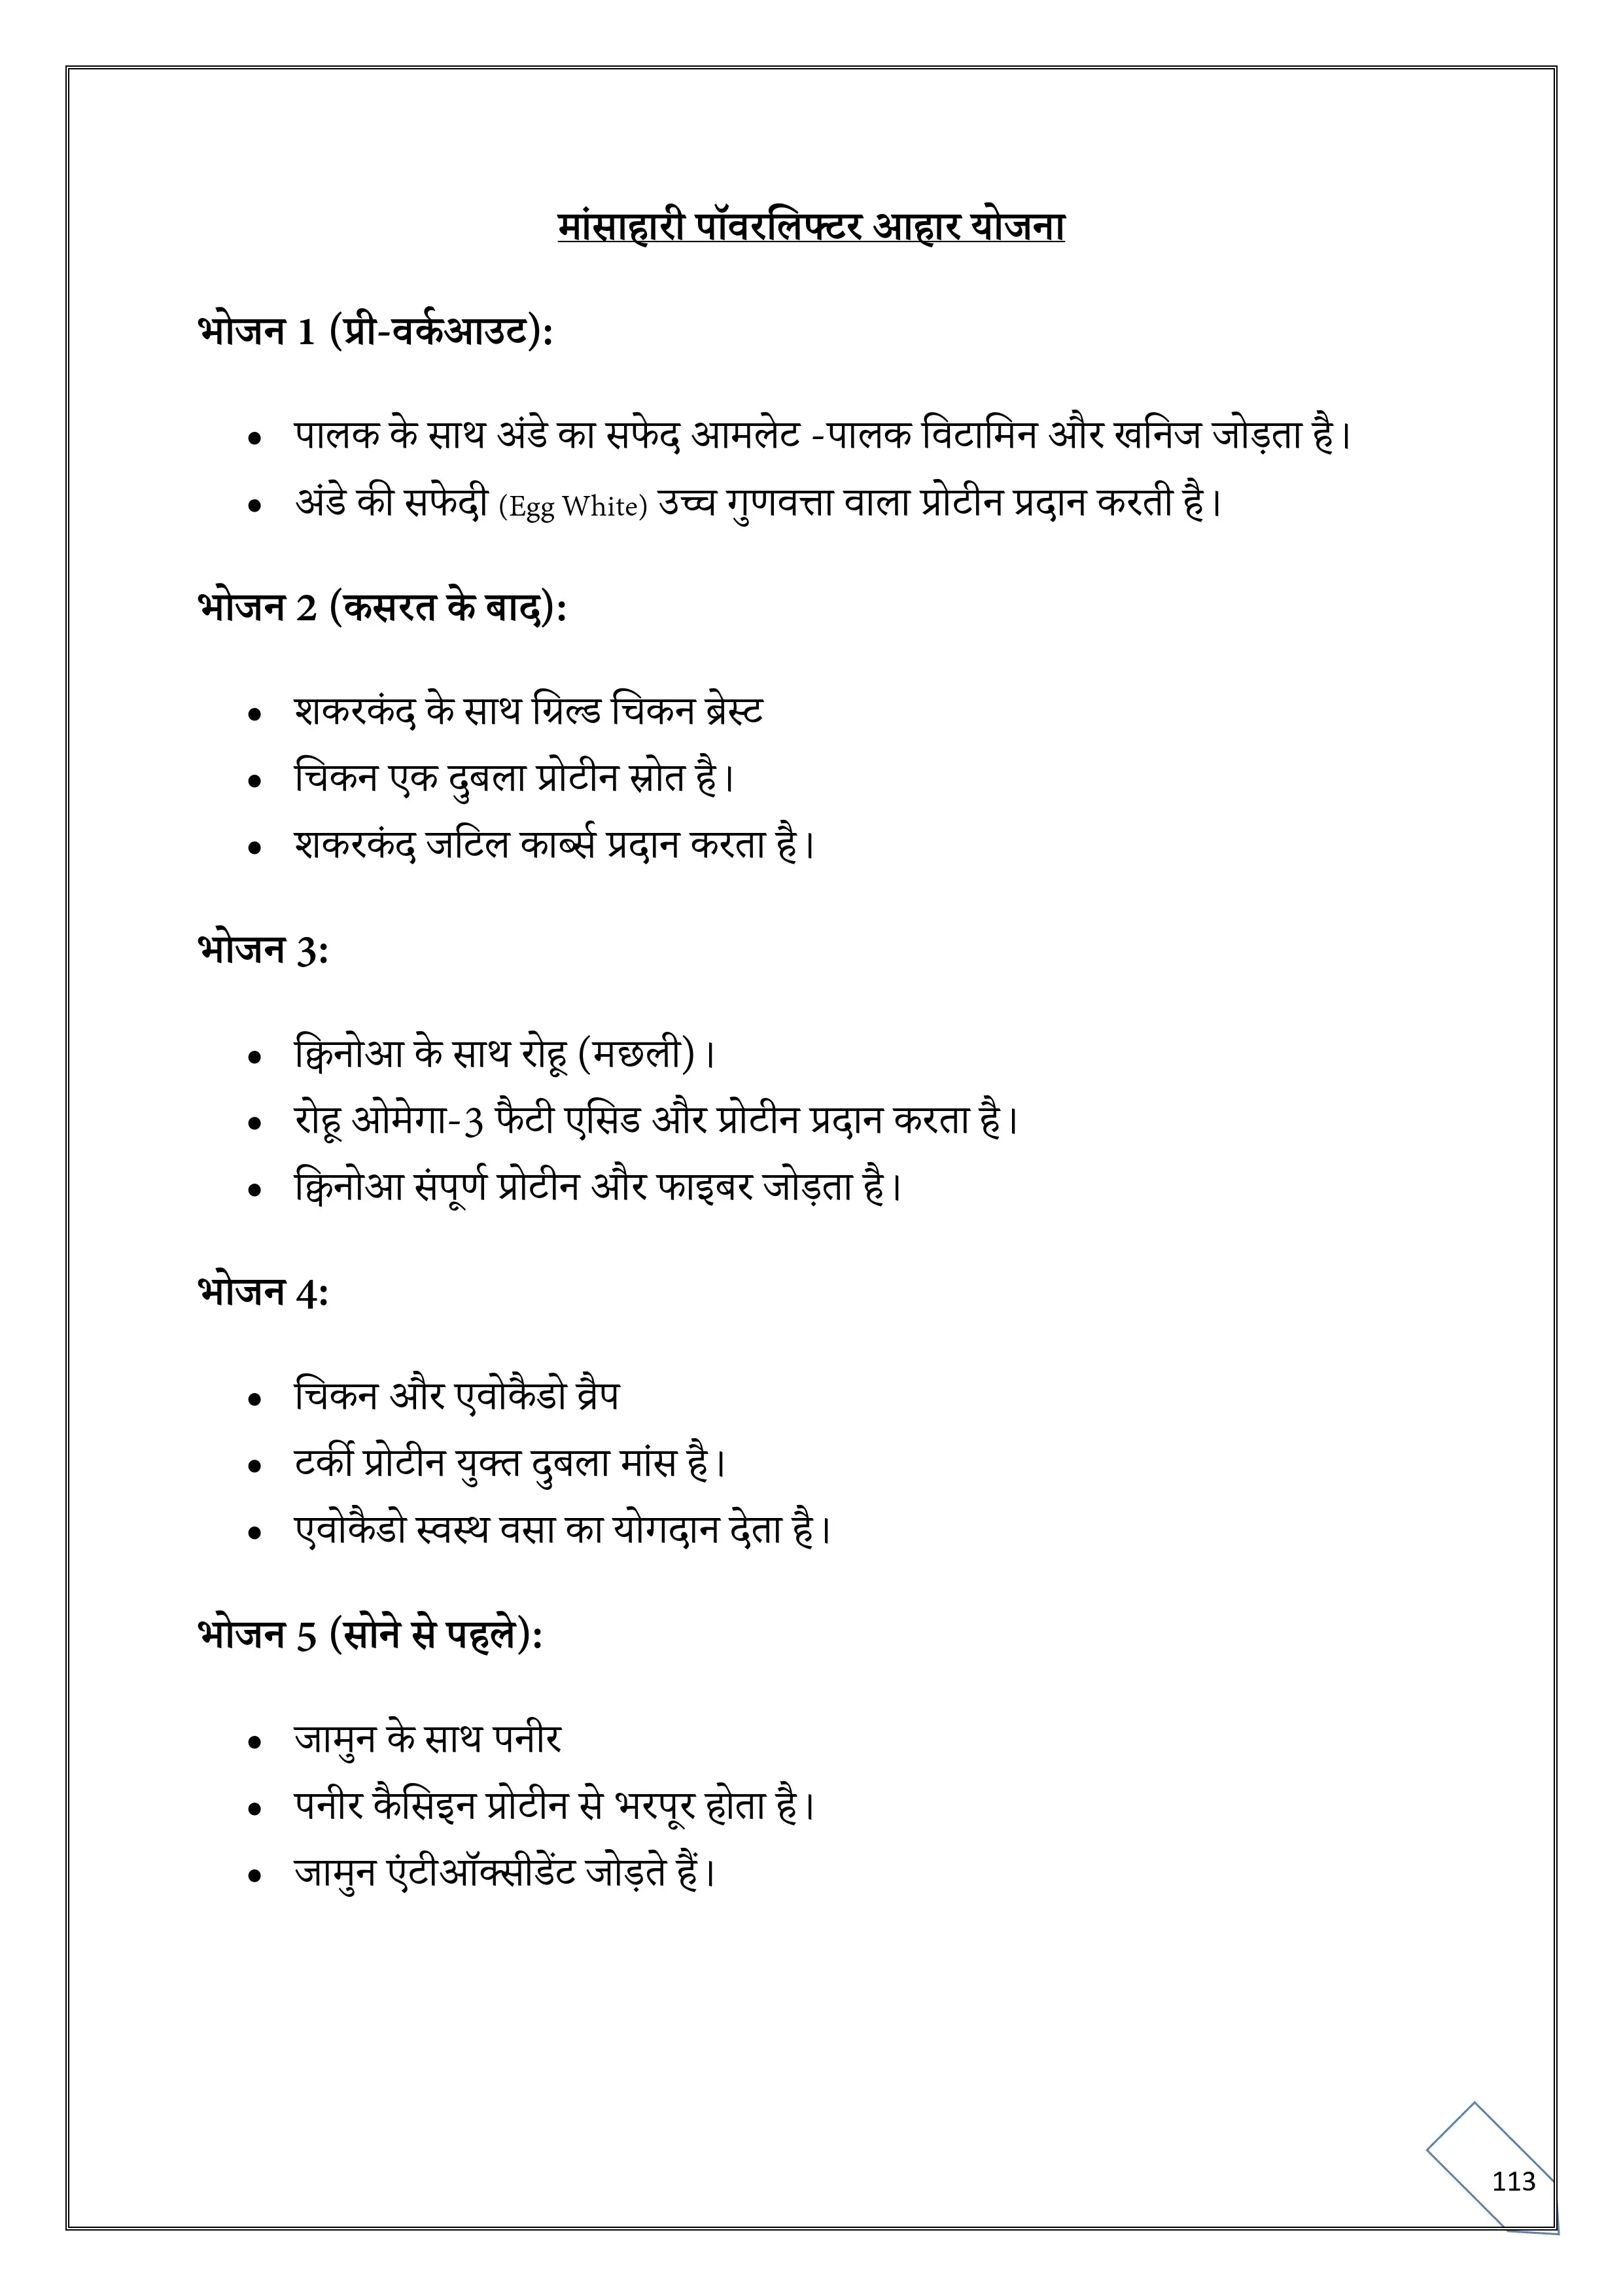 मांसाहारी पॉवरलिफ्टर आहार योजना
भोजन 1 (प्री-वर्कआउट):
• पालक के साथ अंडे का सफेद आमलेट -पालक विटामिन और खनिज जोड़ता है।
• अंडे की सफेदी (Egg White) उच्च गुणवत्ता वाला प्रोटीन प्रदान करती है।
भोजन 2 (कसरत के बाद):
• शकरकंद के साथ ग्रिल्ड चिकन ब्रेस्ट
• चिकन एक दुबला प्रोटीन स्रोत है।
• शकरकंद जटिल कार्ब्स प्रदान करता है।
भोजन 3:
• क्विनोआ के साथ रोहू (मछली)।
• रोहू ओमेगा-3 फैटी एसिड और प्रोटीन प्रदान करता है।
• क्विनोआ संपूर्ण प्रोटीन और फाइबर जोड़ता है।
भोजन 4:
• चिकन और एवोकैडो व्रैप
• टर्की प्रोटीन युक्त दुबला मांस है।
• एवोकैडो स्वस्थ वसा का योगदान देता है।
भोजन 5 (सोने से पहले):
• जामुन के साथ पनीर
• पनीर कैसिइन प्रोटीन से भरपूर होता है।
• जामुन एंटीऑक्सीडेंट जोड़ते हैं।
113